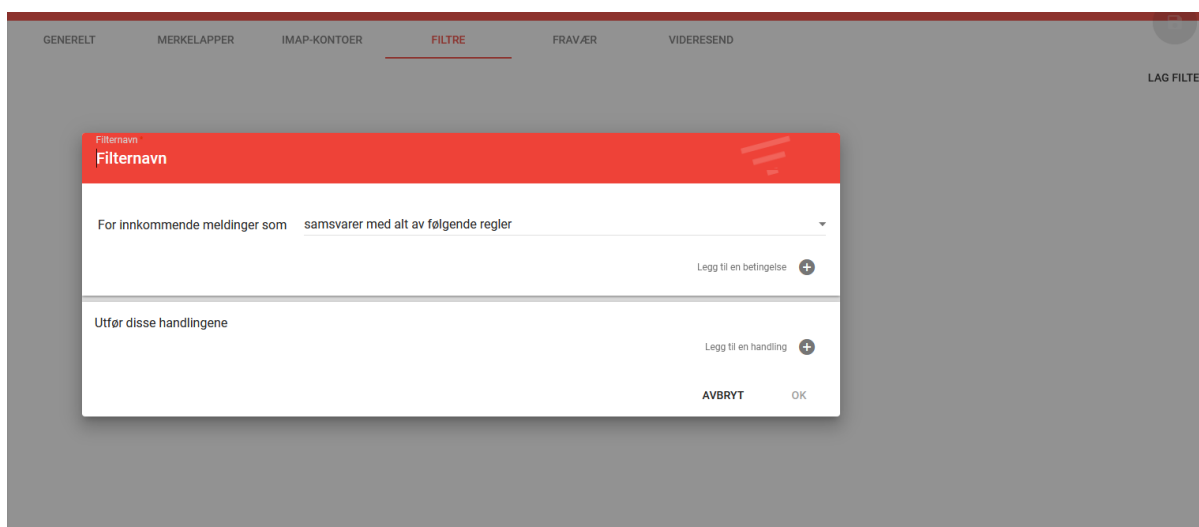 GENERELT MERKELAPPER IMAP-KONTOER FILTRE FRAVÆR VIDERESEND
LAG FILTE
Filternavn *
Filternavn
For innkommende meldinger som samsvarer med alt av følgende regler
Legg til en betingelse
Utfør disse handlingene
Legg til en handling
AVBRYT OK